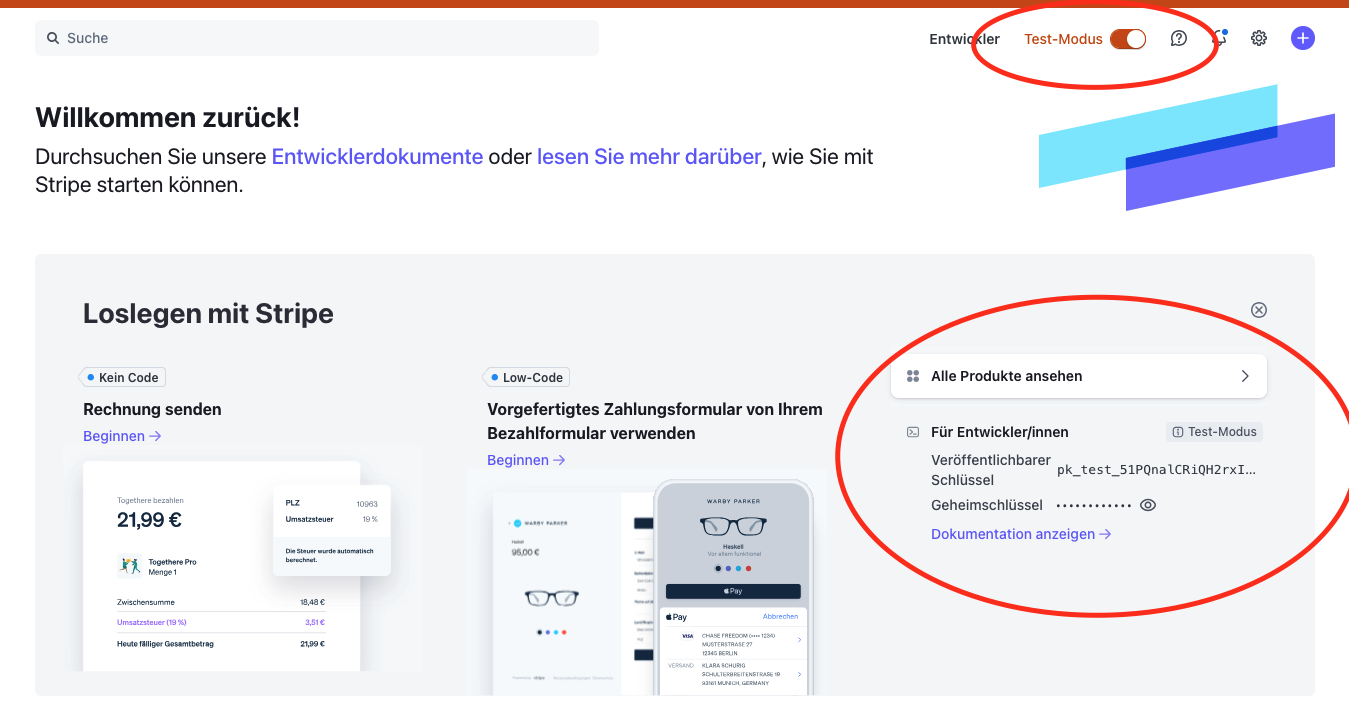 Suche
Entwickler
Test-Modus
Willkommen zurück!
Durchsuchen Sie unsere Entwicklerdokumente oder lesen Sie mehr darüber, wie Sie mit
Stripe starten können.
Loslegen mit Stripe
Kein Code
Rechnung senden
Beginnen →
Togethere bezahlen
21,99 €
Togethere Pro
Menge 1
Zwischensumme 18,48 €
Umsatzsteuer (19 %) 3,51 €
Heute fälliger Gesamtbetrag 21,99 €
PLZ 10963
Umsatzsteuer 19 %
Die Steuer wurde automatisch
berechnet.
Low-Code
Vorgefertigtes Zahlungsformular von Ihrem
Bezahlformular verwenden
Beginnen →
WARBY PARKER
Haskell
95,00 €
WARBY PARKER
Haskell
Vor allem funktional
Pay
Pay Abbrechen
VISA CHASE FREEDOM (•••• 1234)
MUSTERSTRASSE 27
12345 BERLIN
VERSAND KLARA SCHURIG
SCHULTERBREITENSTRASSE 19
93161 MUNICH, GERMANY
Alle Produkte ansehen
Für Entwickler/innen
Test-Modus
Veröffentlichbarer
Schlüssel
pk_test_51PQnalCRiQH2rxI...
Geheimschlüssel ••••••••••••
Dokumentation anzeigen →